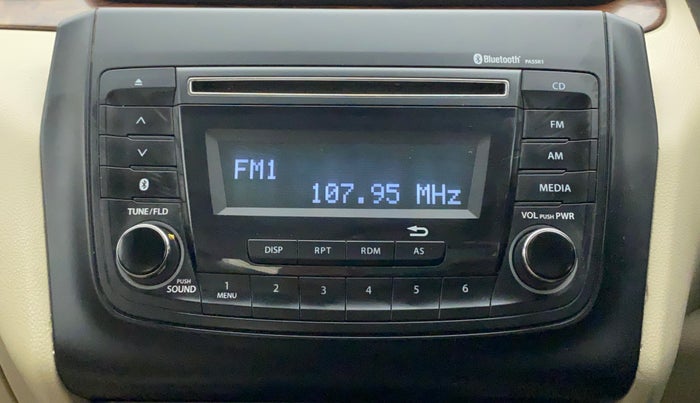 Bluetooth PA5SK1
CD
FM1
107.95 MHz
FM
AM
MEDIA
TUNE/FLD
VOL PUSH PWR
DISP RPT RDM AS
PUSH SOUND
1 2 3 4 5 6
MENU